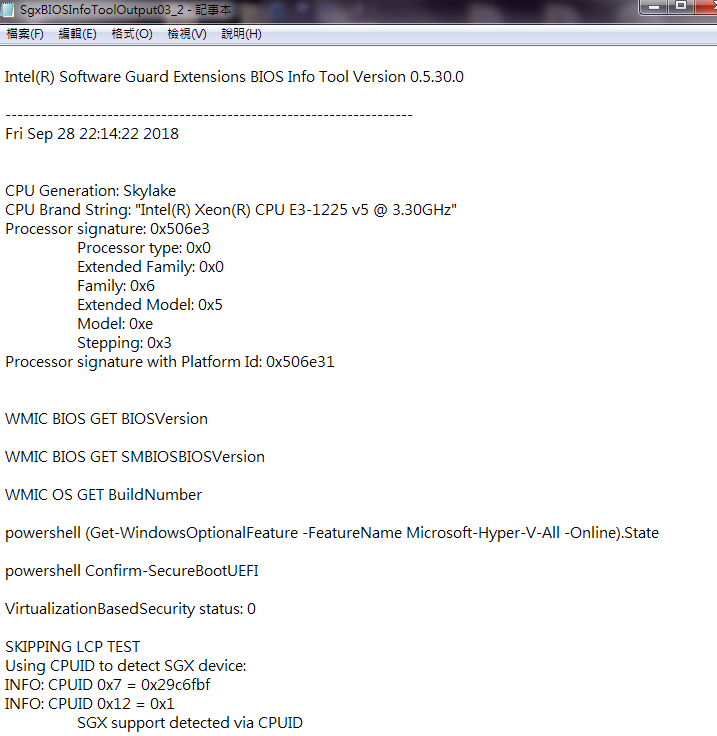 SgxBIOSInfoToolOutput03_2 - 記事本
檔案(F) 編輯(E) 格式(O) 檢視(V) 說明(H)
Intel(R) Software Guard Extensions BIOS Info Tool Version 0.5.30.0
--------------------------------------------------------------------
Fri Sep 28 22:14:22 2018
CPU Generation: Skylake
CPU Brand String: "Intel(R) Xeon(R) CPU E3-1225 v5 @ 3.30GHz"
Processor signature: 0x506e3
Processor type: 0x0
Extended Family: 0x0
Family: 0x6
Extended Model: 0x5
Model: 0xe
Stepping: 0x3
Processor signature with Platform Id: 0x506e31
WMIC BIOS GET BIOSVersion
WMIC BIOS GET SMBIOSBIOSVersion
WMIC OS GET BuildNumber
powershell (Get-WindowsOptionalFeature -FeatureName Microsoft-Hyper-V-All -Online).State
powershell Confirm-SecureBootUEFI
VirtualizationBasedSecurity status: 0
SKIPPING LCP TEST
Using CPUID to detect SGX device:
INFO: CPUID 0x7 = 0x29c6fbf
INFO: CPUID 0x12 = 0x1
SGX support detected via CPUID